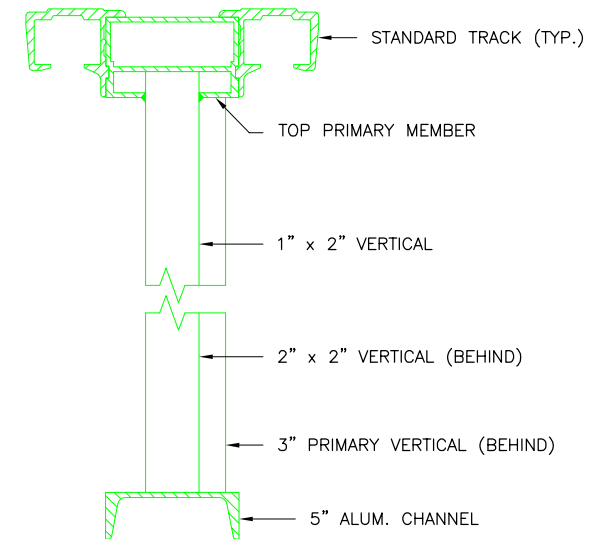 STANDARD TRACK (TYP.)
TOP PRIMARY MEMBER
1” x 2” VERTICAL
2” x 2” VERTICAL (BEHIND)
3” PRIMARY VERTICAL (BEHIND)
5” ALUM. CHANNEL